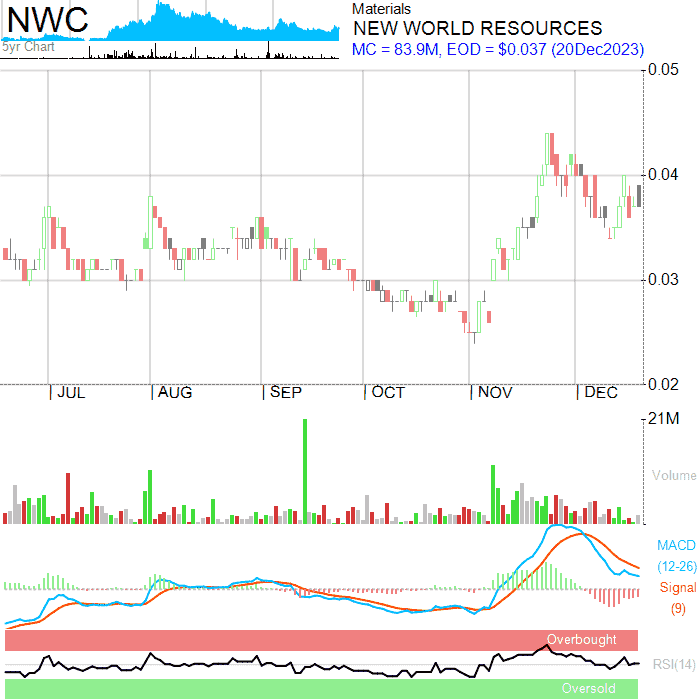 NWC
5yr Chart
Materials
NEW WORLD RESOURCES
MC = 83.9M, EOD = $0.037 (20Dec2023)
0.05
0.04
0.03
0.02
JUL AUG SEP OCT NOV DEC
21M
Volume
MACD
(12-26)
Signal
(9)
Overbought
RSI(14)
Oversold